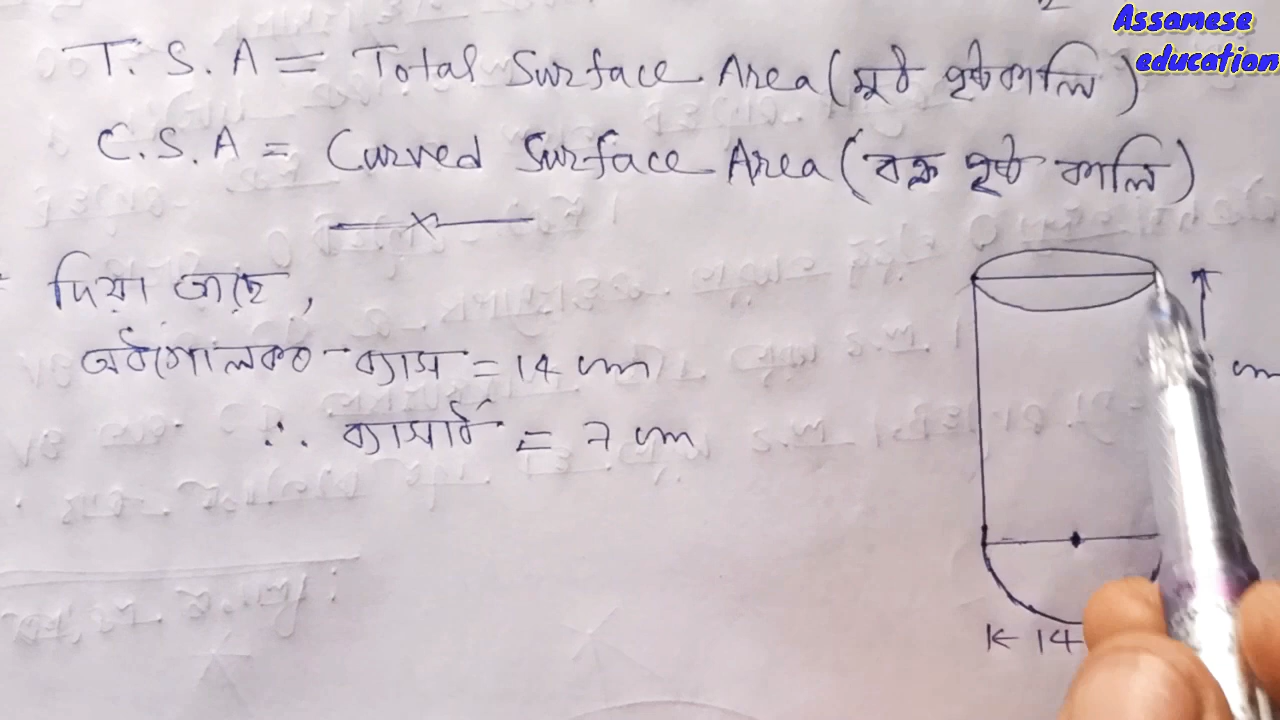 Assamese
education
T.S.A = Total Surface Area (মুঠ পৃষ্ঠকালি)
C.S.A = Curved Surface Area (বক্ৰ পৃষ্ঠ কালি)
দিয়া আছে,
অৰ্ধগোলকৰ ব্যাস = 14 cm
∴ ব্যাসাৰ্ধ = 7 cm
cm
14